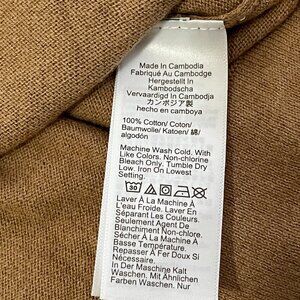 Made In Cambodia
Fabriqué Au Cambodge
Hergestellt In
Kambodscha
Vervaardigd In Cambodja
カンボジア製
hecho en camboya
100% Cotton/ Coton/
Baumwolle/ Katoen/ 綿/
algodón
Machine Wash Cold. With
Like Colors. Non-chlorine
Bleach Only. Tumble Dry
Low. Iron On Lowest
Setting.
30
Laver À La Machine À
L'eau Froide. Laver En
Séparant Les Couleurs.
Seulement Agent De
Blanchiment Non-chlore.
Sécher À La Machine À
Basse Température.
Repasser À Fer Doux Si
Nécessaire.
In Der Maschine Kalt
Waschen. Mit Ähnlichen
Farben Waschen. Nur